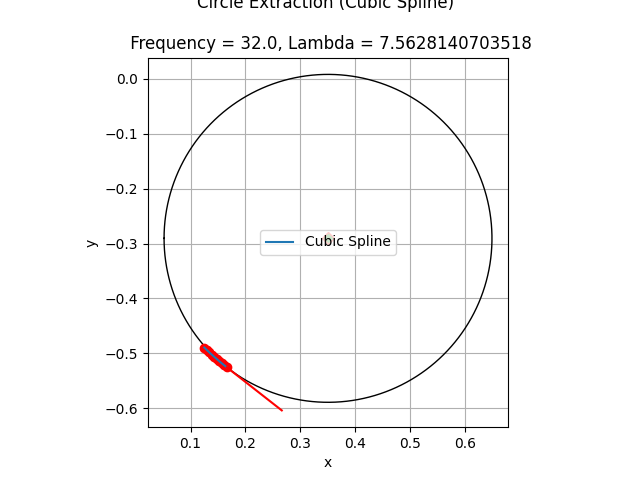 Circle Extraction (Cubic Spline)
Frequency = 32.0, Lambda = 7.5628140703518
0.0
−0.1
−0.2
−0.3
−0.4
−0.5
−0.6
y
Cubic Spline
0.1 0.2 0.3 0.4 0.5 0.6
x